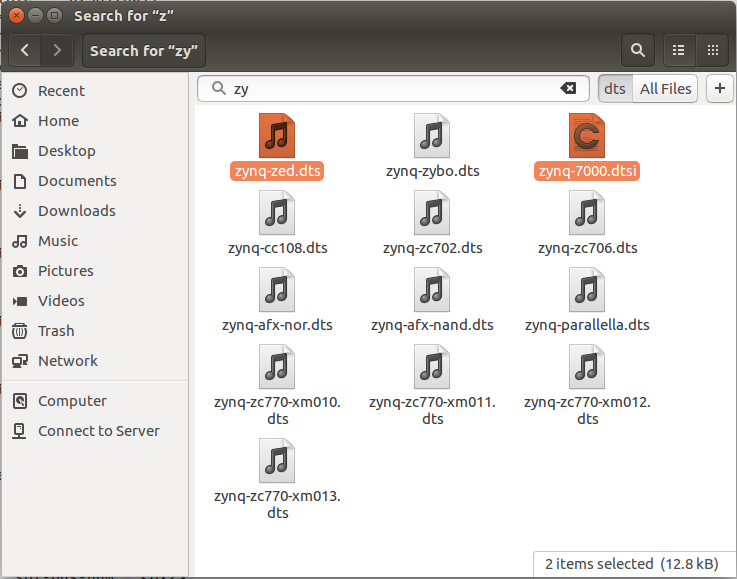 Search for “z”
Search for “zy”
zy
dts
All Files
Recent
Home
Desktop
Documents
Downloads
Music
Pictures
Videos
Trash
Network
Computer
Connect to Server
zynq-zed.dts
zynq-zybo.dts
zynq-7000.dtsi
zynq-cc108.dts
zynq-zc702.dts
zynq-zc706.dts
zynq-afx-nor.dts
zynq-afx-nand.dts
zynq-parallella.dts
zynq-zc770-xm010.
dts
zynq-zc770-xm011.
dts
zynq-zc770-xm012.
dts
zynq-zc770-xm013.
dts
2 items selected (12.8 kB)